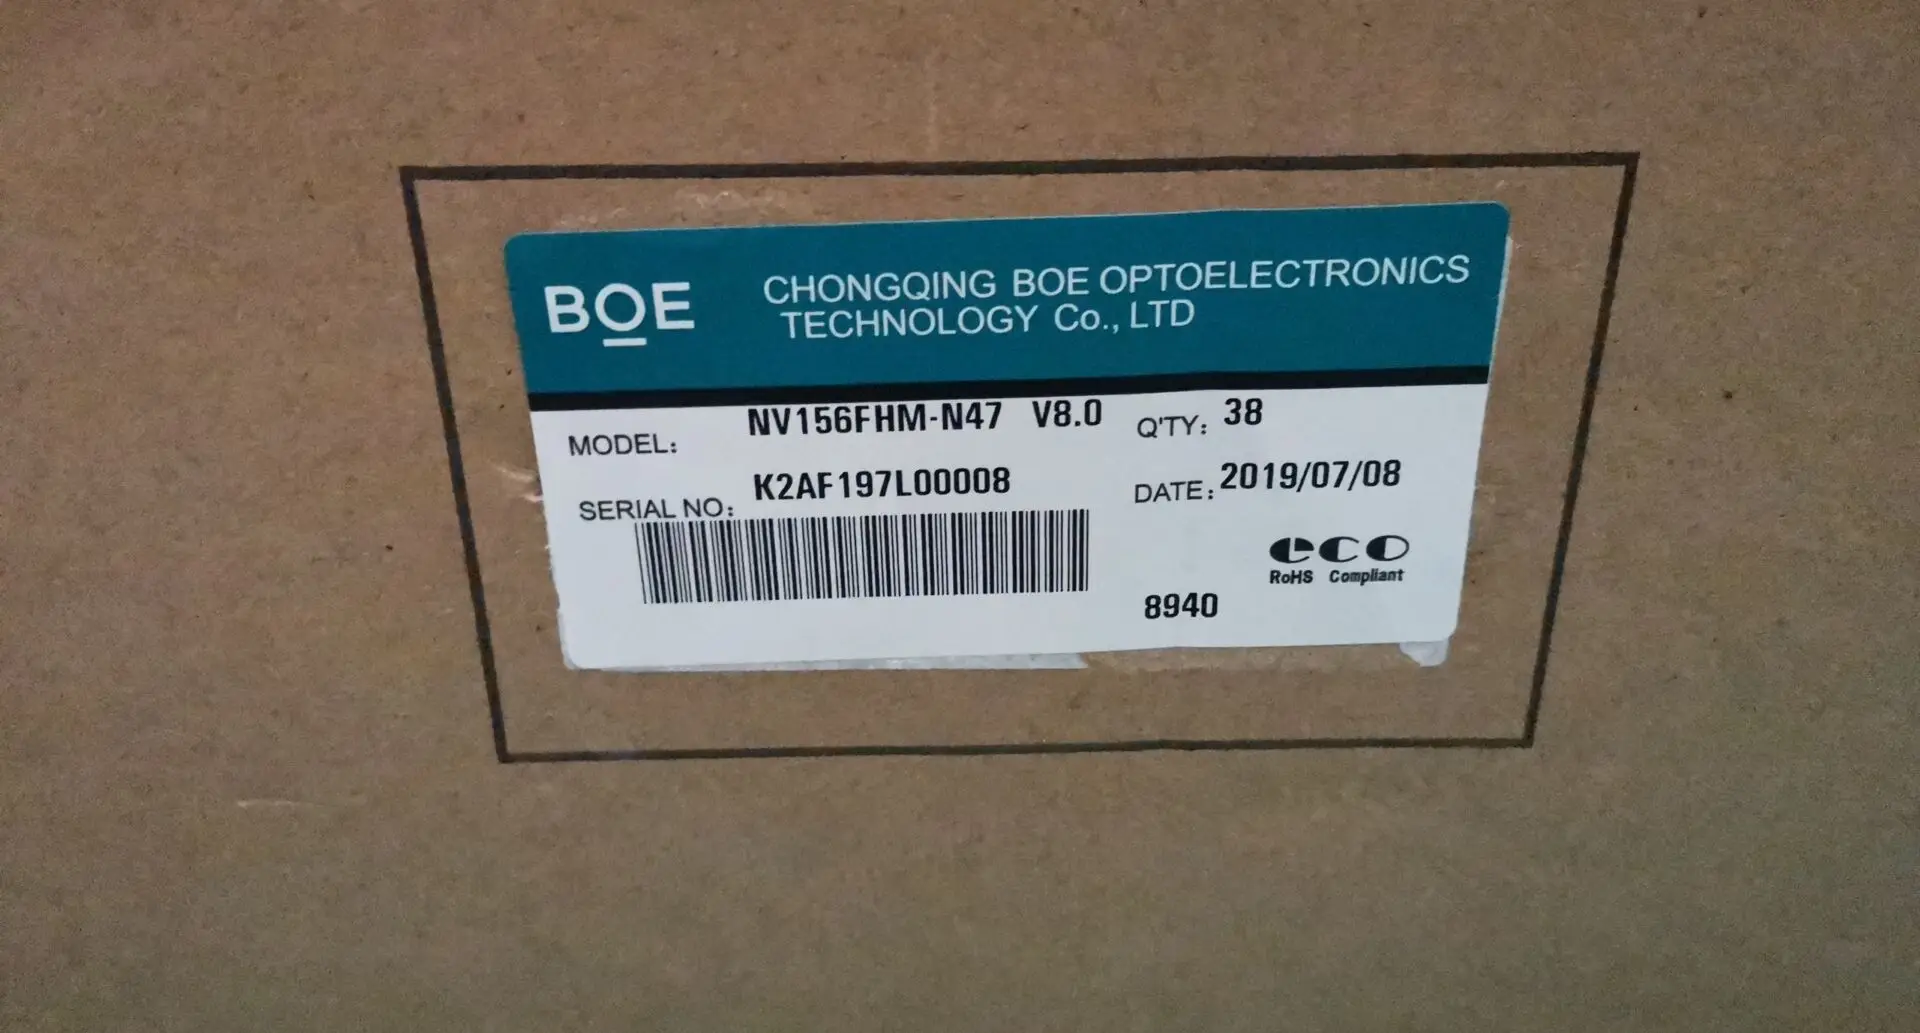 BOE
CHONGQING BOE OPTOELECTRONICS
TECHNOLOGY Co., LTD
MODEL: NV156FHM-N47 V8.0 Q'TY: 38
SERIAL NO: K2AF197L00008 DATE: 2019/07/08
eco
RoHS Compliant
8940